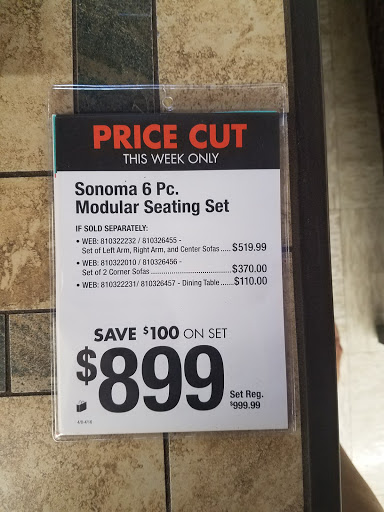 PRICE CUT
THIS WEEK ONLY
Sonoma 6 Pc.
Modular Seating Set
IF SOLD SEPARATELY:
• WEB: 810322232 / 810326455 -
Set of Left Arm, Right Arm, and Center Sofas.....$519.99
• WEB: 810322010 / 810326456 -
Set of 2 Corner Sofas..............................$370.00
• WEB: 810322231/ 810326457 - Dining Table.....$110.00
SAVE $100 ON SET
$899
Set Reg.
$999.99